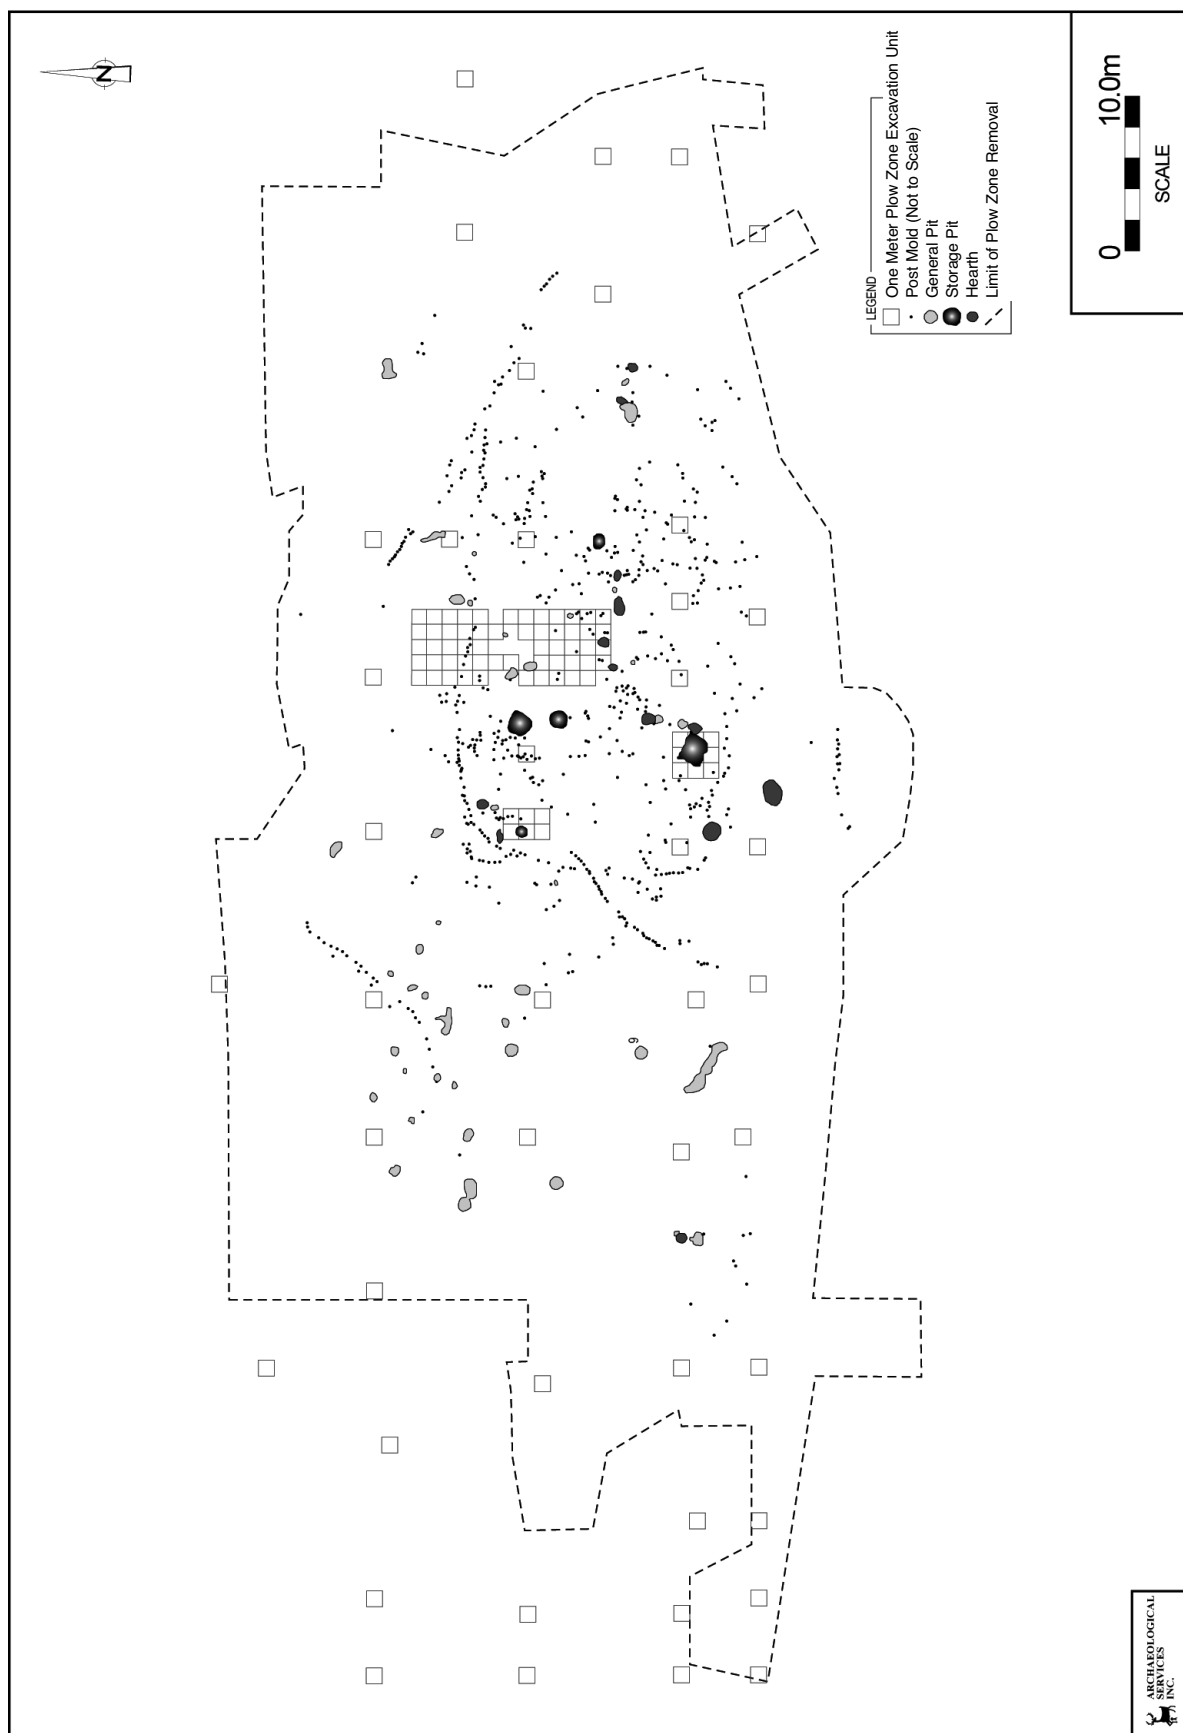 N
LEGEND
One Meter Plow Zone Excavation Unit
Post Mold (Not to Scale)
General Pit
Storage Pit
Hearth
Limit of Plow Zone Removal
0 10.0m
SCALE
ARCHAEOLOGICAL
SERVICES
INC.